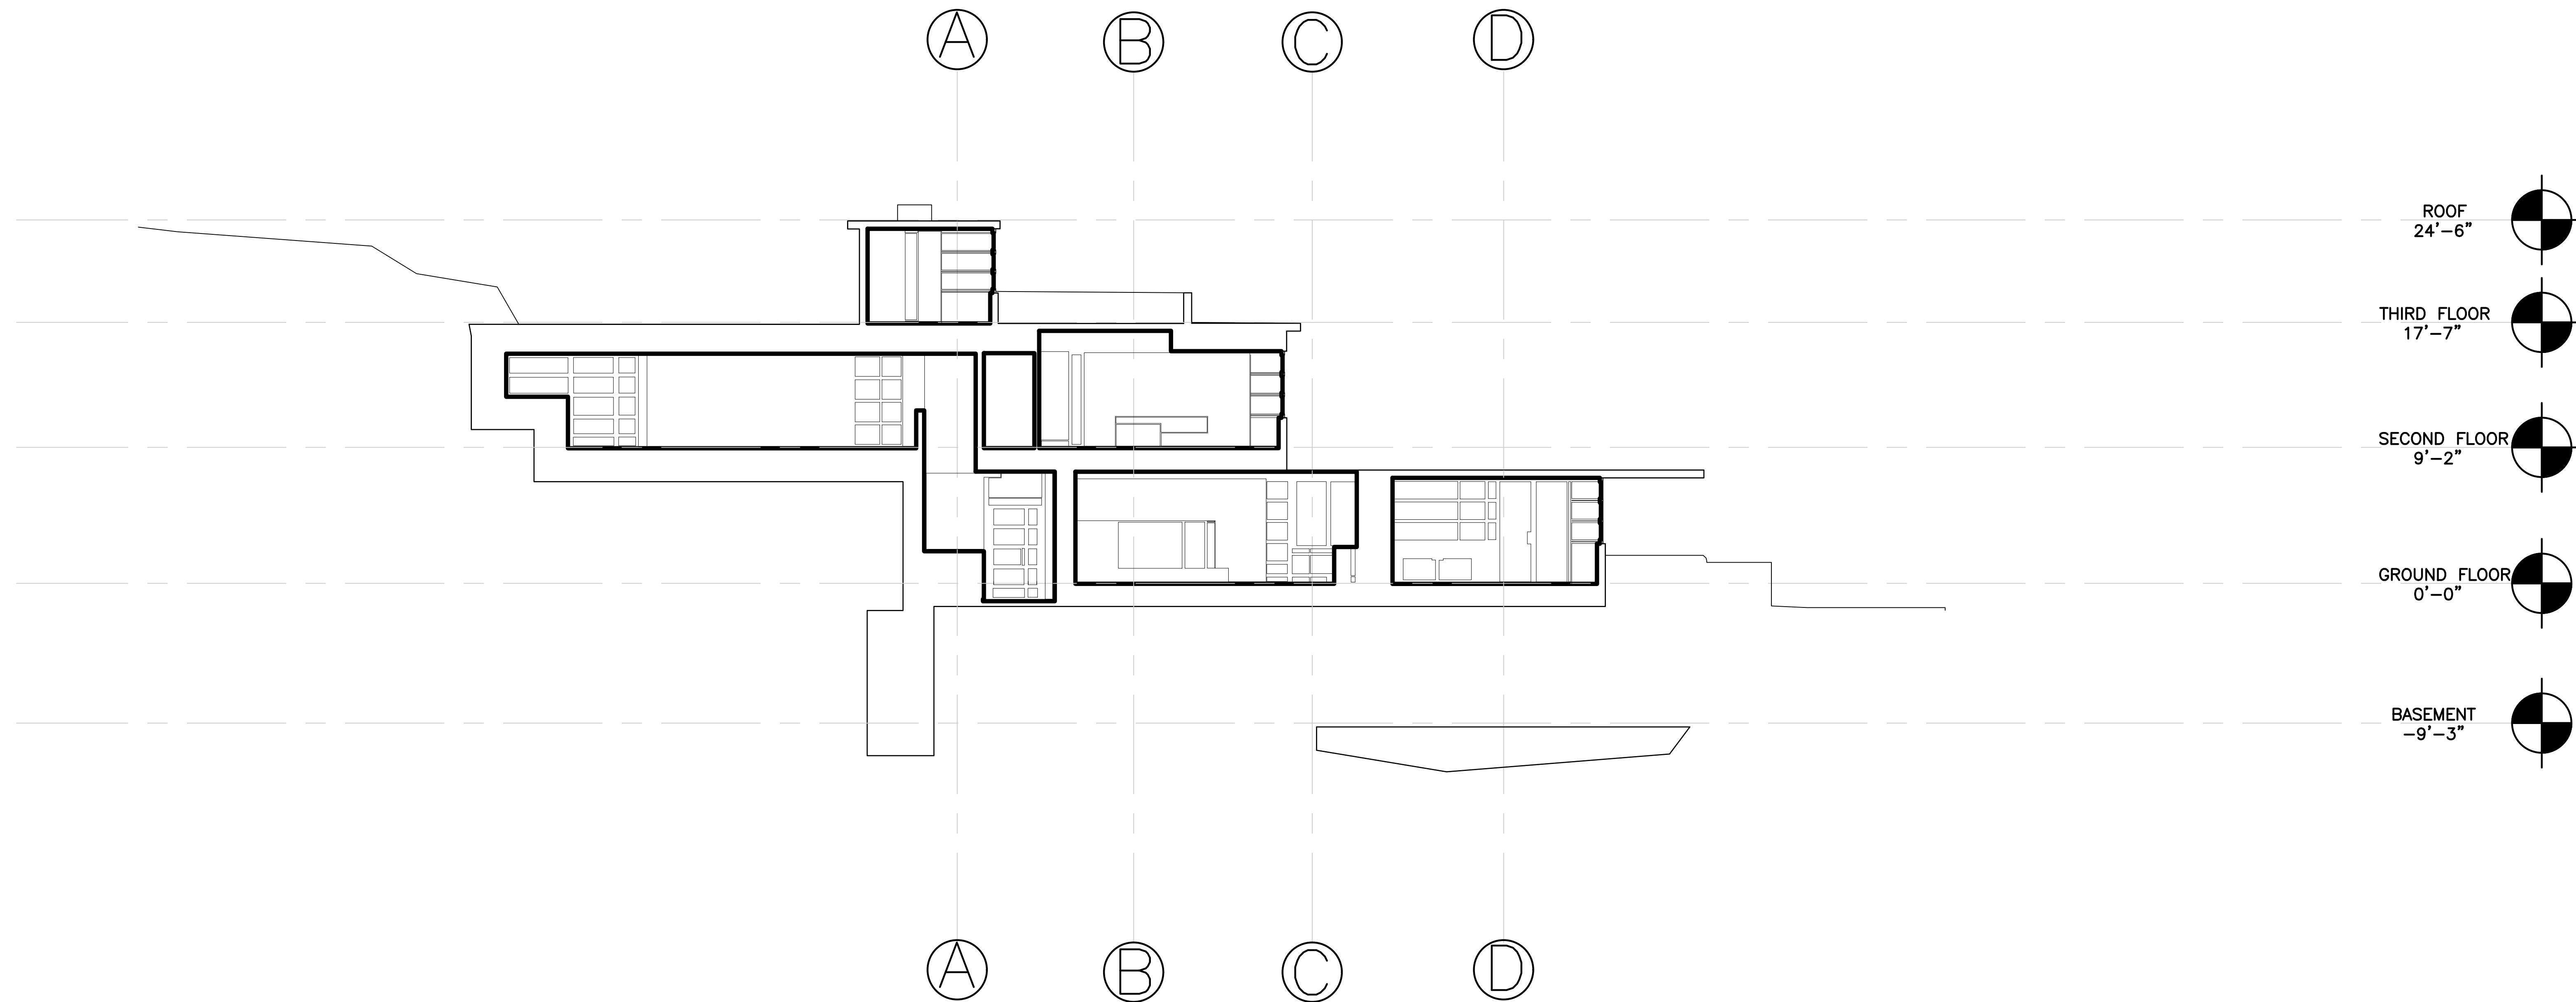 A B C D
ROOF
24'-6"
THIRD FLOOR
17'-7"
SECOND FLOOR
9'-2"
GROUND FLOOR
0'-0"
BASEMENT
-9'-3"
A B C D